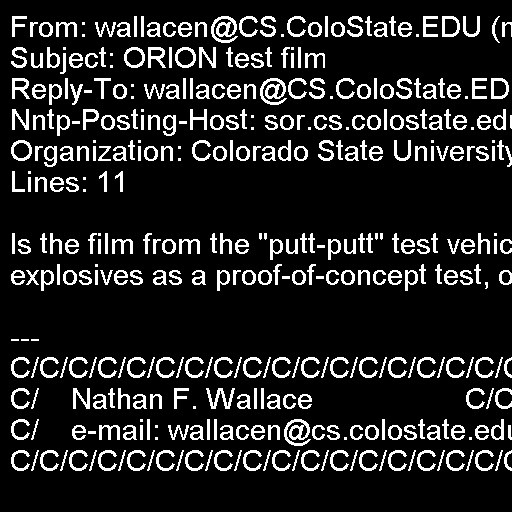 From: wallacen@CS.ColoState.EDU (n
Subject: ORION test film
Reply-To: wallacen@CS.ColoState.ED
Nntp-Posting-Host: sor.cs.colostate.edu
Organization: Colorado State University
Lines: 11
Is the film from the "putt-putt" test vehic
explosives as a proof-of-concept test, o
---
C/C/C/C/C/C/C/C/C/C/C/C/C/C/C/C/C/C
C/    Nathan F. Wallace                   C/C
C/    e-mail: wallacen@cs.colostate.edu
C/C/C/C/C/C/C/C/C/C/C/C/C/C/C/C/C/C